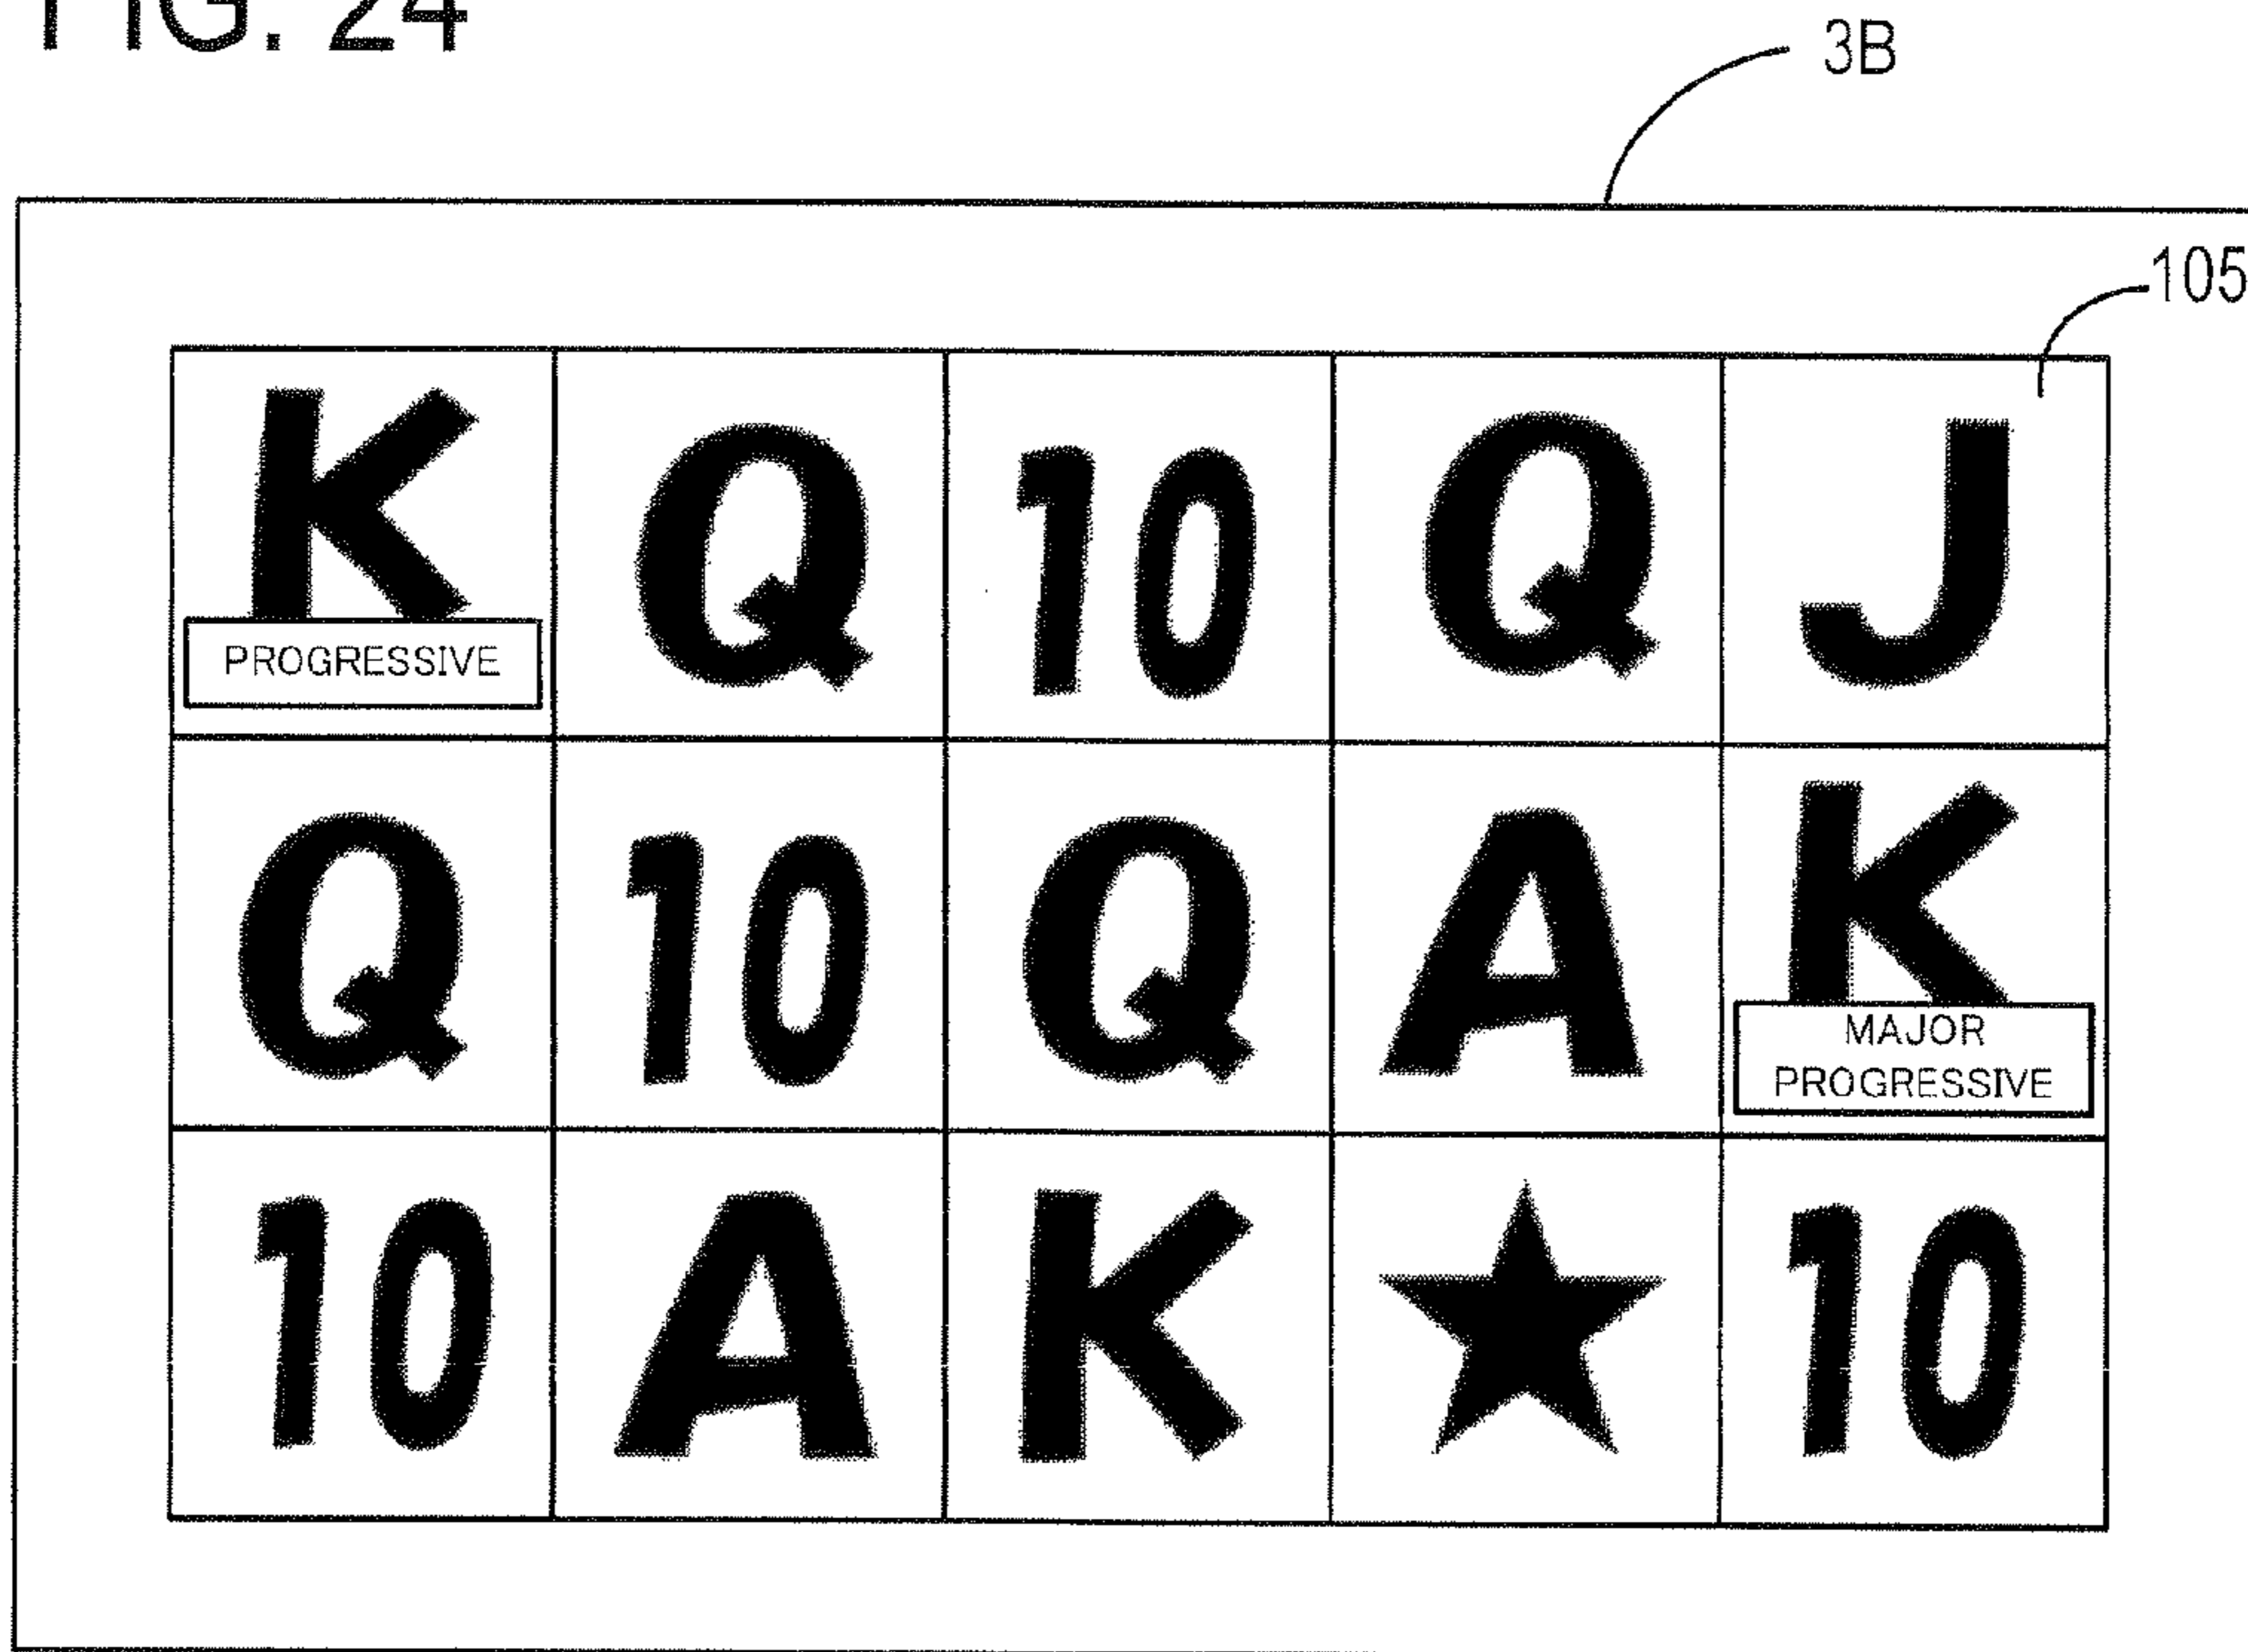 FIG. 24
3B
105
K Q 10 Q J
PROGRESSIVE
Q 10 Q A K
MAJOR
PROGRESSIVE
10 A K 10